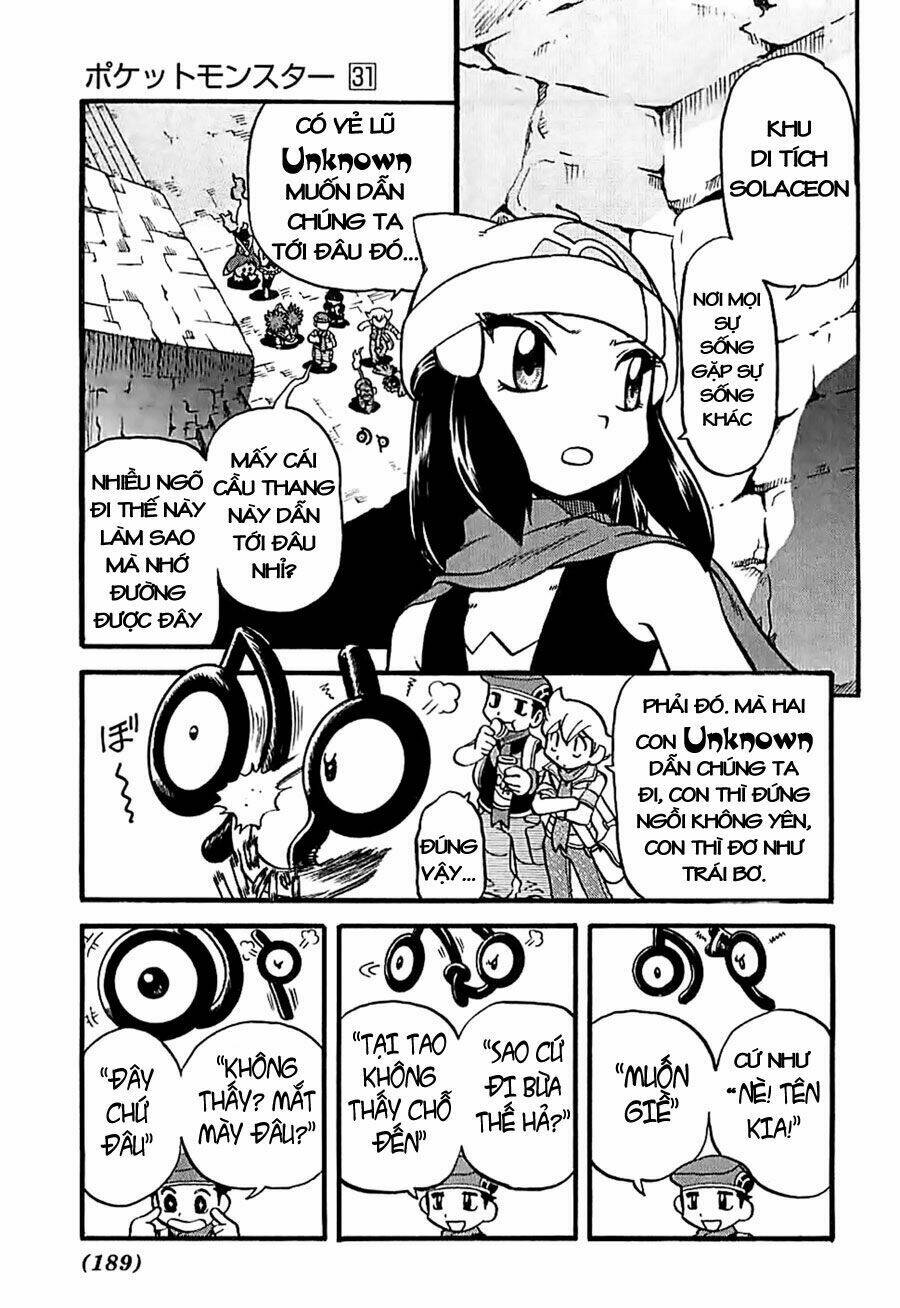 ポケットモンスター 31
KHU
DI TÍCH
SOLACEON
NƠI MỌI
SỰ
SỐNG
GẶP SỰ
SỐNG
KHÁC
CÓ VẺ LŨ
Unknown
MUỐN DẪN
CHÚNG TA
TỚI ĐÂU ĐÓ...
MẤY CÁI
CẦU THANG
NÀY DẪN
TỚI ĐÂU
NHỈ?
NHIỀU NGÕ
ĐI THẾ NÀY
LÀM SAO
MÀ NHỚ
ĐƯỜNG
ĐƯỢC ĐÂY
PHẢI ĐÓ. MÀ HAI
CON Unknown
DẪN CHÚNG TA
ĐI, CON THÌ ĐỨNG
NGỒI KHÔNG YÊN,
CON THÌ ĐƠ NHƯ
TRÁI BƠ.
ĐÚNG
VẬY...
ぼ〜
CỨ NHƯ
"NÈ! TÊN
KIA!"
"MUỐN
GIỀ"
"SAO CỨ
ĐI BỪA
THẾ HẢ?"
"TẠI TAO
KHÔNG
THẤY CHỖ
ĐẾN"
"KHÔNG
THẤY? MẮT
MÀY ĐÂU?"
"ĐÂY
CHỨ
ĐÂU"
(189)